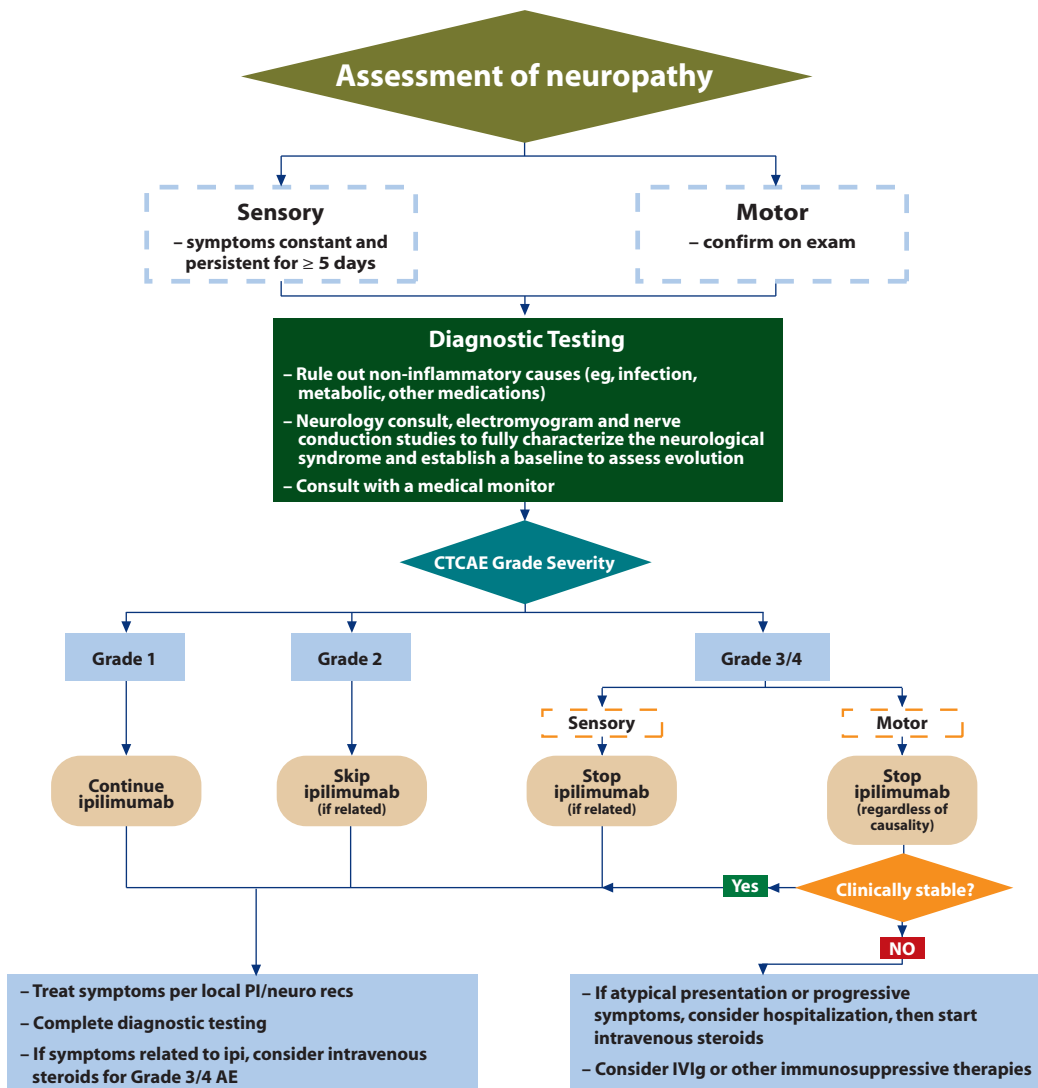 Assessment of neuropathy
Sensory
– symptoms constant and
persistent for ≥ 5 days
Motor
– confirm on exam
Diagnostic Testing
– Rule out non-inflammatory causes (eg, infection,
metabolic, other medications)
– Neurology consult, electromyogram and nerve
conduction studies to fully characterize the neurological
syndrome and establish a baseline to assess evolution
– Consult with a medical monitor
CTCAE Grade Severity
Grade 1
Grade 2
Grade 3/4
Sensory
Motor
Continue
ipilimumab
Skip
ipilimumab
(if related)
Stop
ipilimumab
(if related)
Stop
ipilimumab
(regardless of
causality)
Yes
Clinically stable?
NO
– Treat symptoms per local PI/neuro recs
– Complete diagnostic testing
– If symptoms related to ipi, consider intravenous
steroids for Grade 3/4 AE
– If atypical presentation or progressive
symptoms, consider hospitalization, then start
intravenous steroids
– Consider IVIg or other immunosuppressive therapies